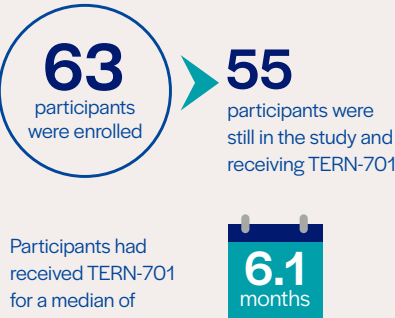 63
participants
were enrolled
55
participants were
still in the study and
receiving TERN-701
Participants had
received TERN-701
for a median of
6.1
months